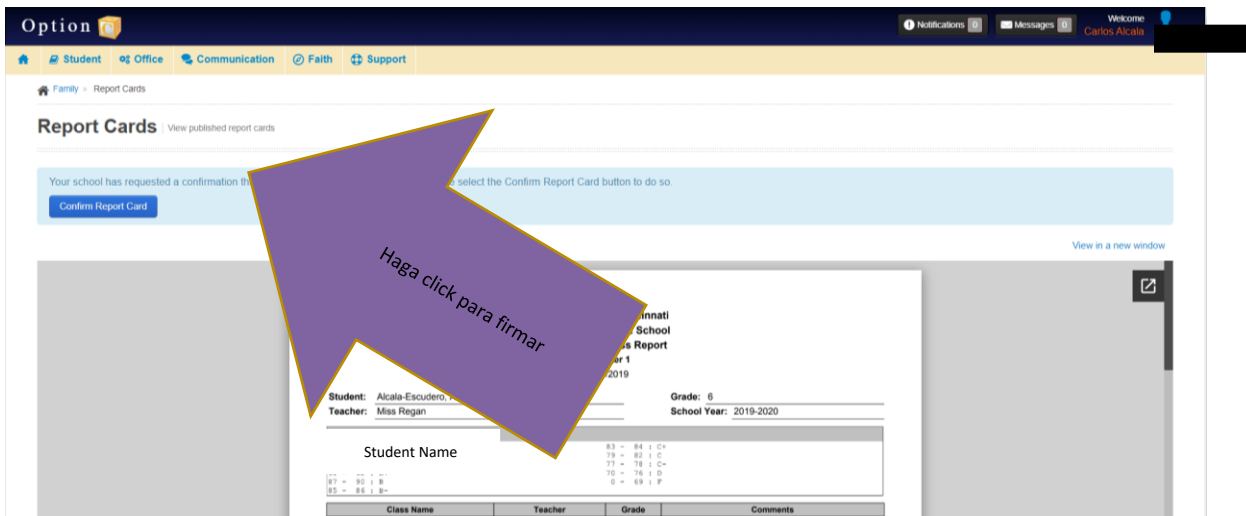 Option
Notifications 0
Messages 0
Welcome
Carlos Alcala
Student
Office
Communication
Faith
Support
Family > Report Cards
Report Cards View published report cards
Your school has requested a confirmation select the Confirm Report Card button to do so.
Confirm Report Card
View in a new window
Haga click para firmar
School
Report
1
2019
Student: Alcala-Escudero,
Grade: 6
Teacher: Miss Regan
School Year: 2019-2020
Student Name
83 - 84 : C+
79 - 82 : C
77 - 78 : C-
70 - 76 : D
0 - 69 : F
87 - 90 : B
85 - 86 : B-
Class Name Teacher Grade Comments